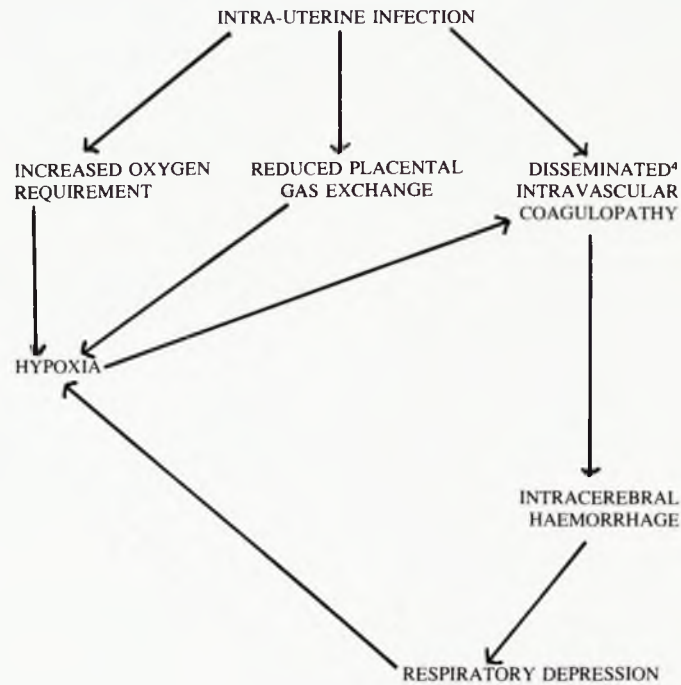 INTRA-UTERINE INFECTION
INCREASED OXYGEN
REQUIREMENT
REDUCED PLACENTAL
GAS EXCHANGE
DISSEMINATED⁴
INTRAVASCULAR
COAGULOPATHY
HYPOXIA
INTRACEREBRAL
HAEMORRHAGE
RESPIRATORY DEPRESSION